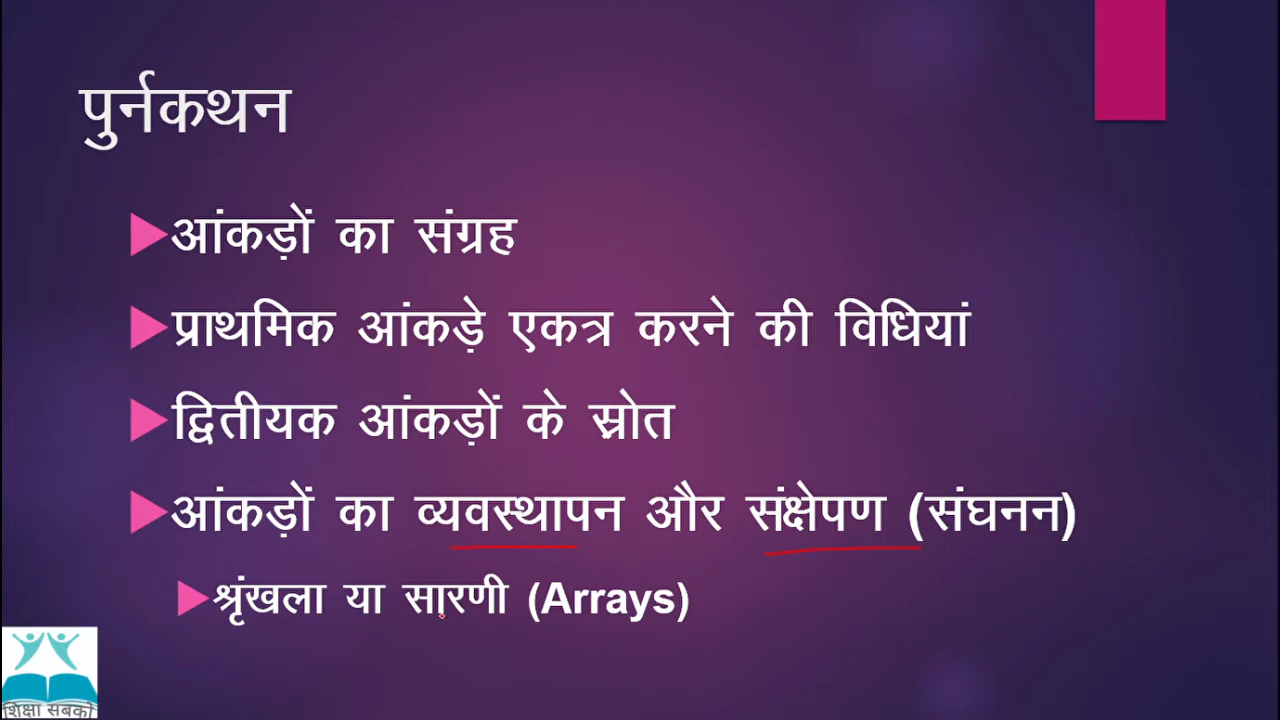 पुर्नकथन
आंकड़ों का संग्रह
प्राथमिक आंकड़े एकत्र करने की विधियां
द्वितीयक आंकड़ों के स्रोत
आंकड़ों का व्यवस्थापन और संक्षेपण (संघनन)
श्रृंखला या सारणी (Arrays)
शिक्षा सबको